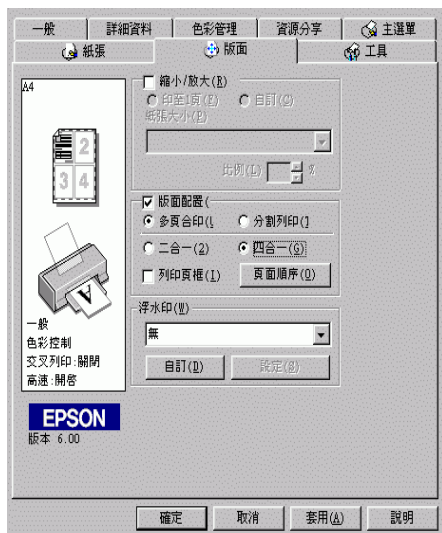 一般 詳細資料 色彩管理 資源分享 主選單
紙張 版面 工具
A4
1 2
3 4
一般
色彩控制
交叉列印:關閉
高速:開啓
EPSON
版本 6.00
縮小/放大(R)
印至1頁(E) 自訂(C)
紙張大小(P)
比例(L) %
版面配置(
多頁合印(L 分割列印(I
二合一(2) 四合一(G)
列印頁框(I) 頁面順序(O)
浮水印(W)
無
自訂(D) 設定(S)
確定 取消 套用(A) 說明